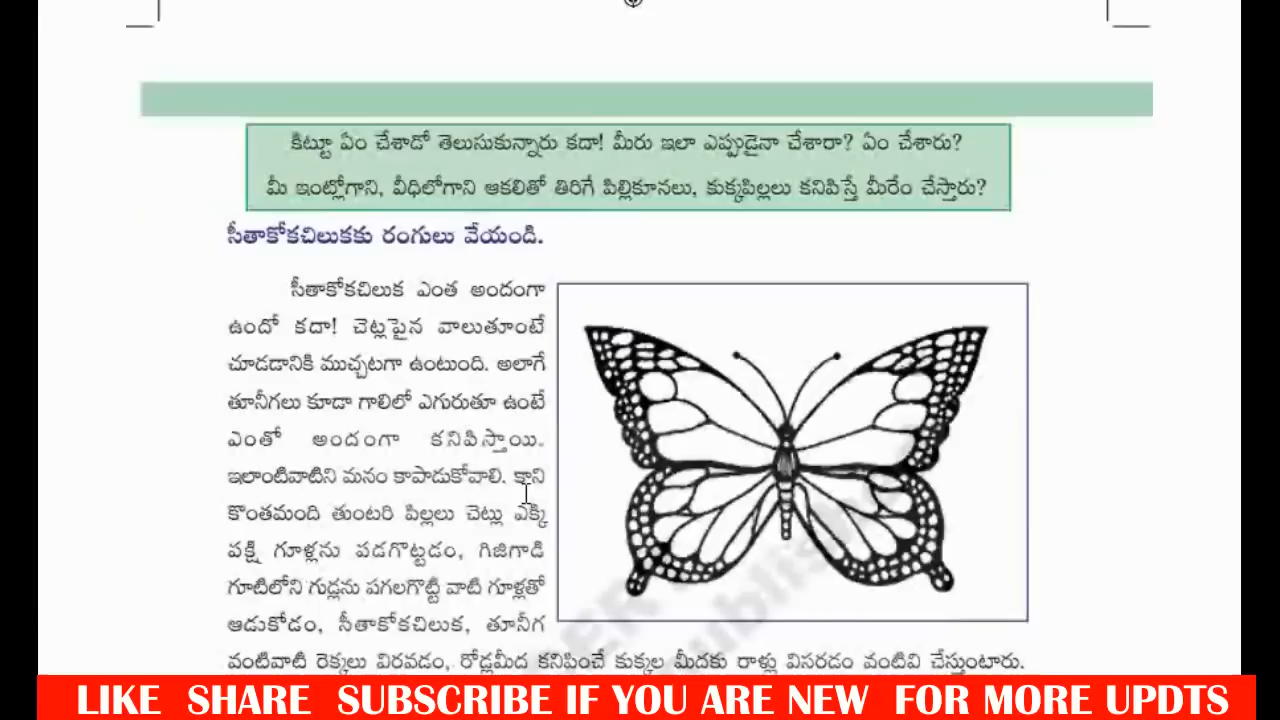 కిట్టూ ఏం చేశాడో తెలుసుకున్నారు కదా! మీరు ఇలా ఎప్పుడైనా చేశారా? ఏం చేశారు?
మీ ఇంట్లోగాని, వీధిలోగాని ఆకలితో తిరిగే పిల్లికూనలు, కుక్కపిల్లలు కనిపిస్తే మీరేం చేస్తారు?
సీతాకోకచిలుకకు రంగులు వేయండి.
సీతాకోకచిలుక ఎంత అందంగా
ఉందో కదా! చెట్లపైన వాలుతూంటే
చూడడానికి ముచ్చటగా ఉంటుంది. అలాగే
తూనీగలు కూడా గాలిలో ఎగురుతూ ఉంటే
ఎంతో అందంగా కనిపిస్తాయి.
ఇలాంటివాటిని మనం కాపాడుకోవాలి. కాని
కొంతమంది తుంటరి పిల్లలు చెట్లు ఎక్కి
పక్షి గూళ్లను పడగొట్టడం, గిజిగాడి
గూటిలోని గుడ్లను పగలగొట్టి వాటి గూళ్లతో
ఆడుకోడం, సీతాకోకచిలుక, తూనీగ
వంటివాటి రెక్కలు విరవడం, రోడ్లమీద కనిపించే కుక్కల మీదకు రాళ్లు విసరడం వంటివి చేస్తుంటారు.
LIKE SHARE SUBSCRIBE IF YOU ARE NEW FOR MORE UPDTS